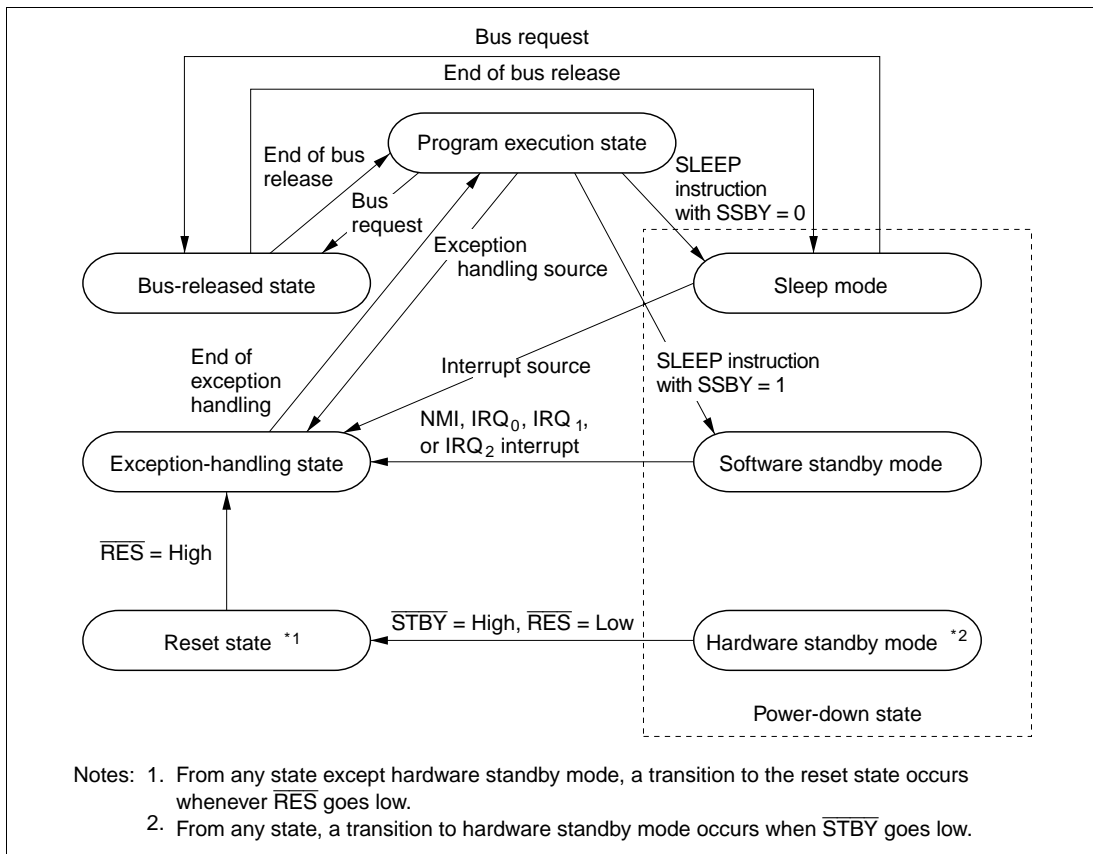 Bus request
End of bus release
Program execution state
End of bus
release
Bus
request
SLEEP
instruction
with SSBY = 0
Exception
handling source
Bus-released state
Sleep mode
End of
exception
handling
Interrupt source
SLEEP instruction
with SSBY = 1
NMI, IRQ₀, IRQ₁,
or IRQ₂ interrupt
Exception-handling state
Software standby mode
R̅E̅S̅ = High
S̅T̅B̅Y̅ = High, R̅E̅S̅ = Low
Reset state *1
Hardware standby mode *2
Power-down state
Notes: 1. From any state except hardware standby mode, a transition to the reset state occurs
whenever R̅E̅S̅ goes low.
2. From any state, a transition to hardware standby mode occurs when S̅T̅B̅Y̅ goes low.